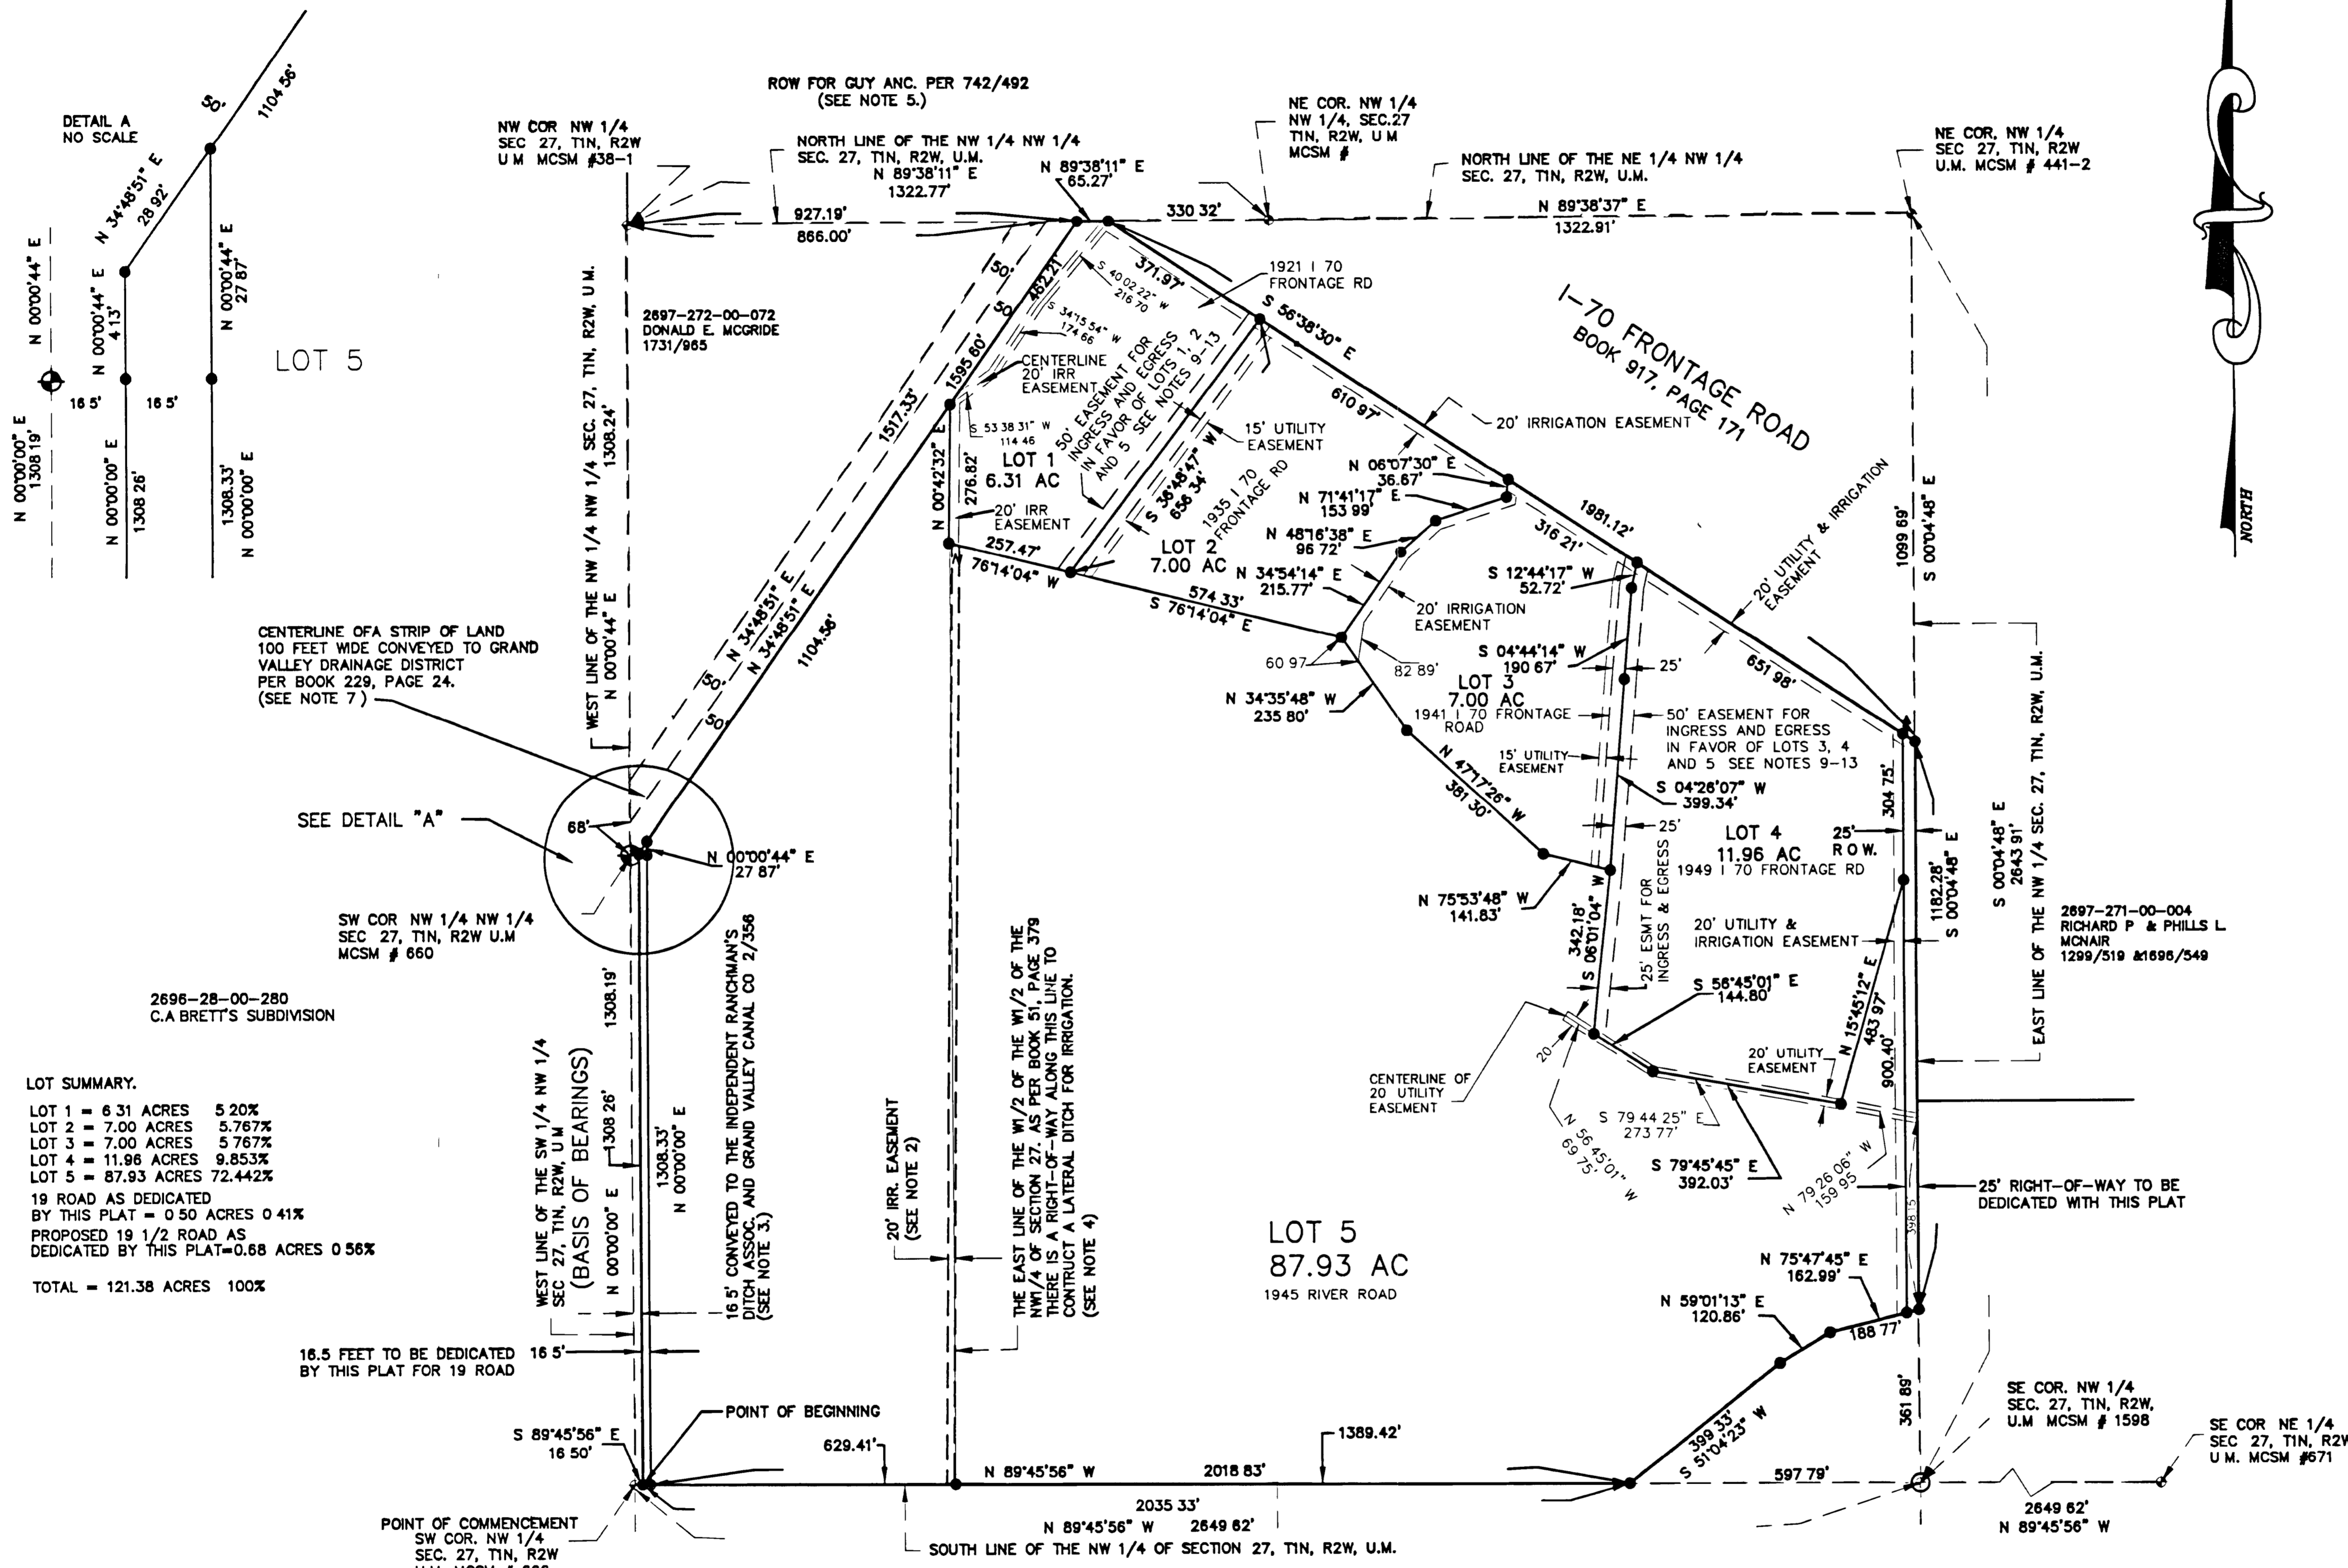 DETAIL A
NO SCALE
50'
1104 56'
N 34°48'51" E
28 92'
N 00°00'44" E
N 00°00'44" E
4 13'
N 00°00'44" E
27 87'
LOT 5
16 5'
16 5'
N 00°00'00" E
1308 19'
N 00°00'00" E
1308 26'
1308.33'
N 00°00'00" E
ROW FOR GUY ANC. PER 742/492
(SEE NOTE 5.)
NW COR NW 1/4
SEC 27, T1N, R2W
U M MCSM #38-1
NORTH LINE OF THE NW 1/4 NW 1/4
SEC. 27, T1N, R2W, U.M.
N 89°38'11" E
1322.77'
N 89°38'11" E
65.27'
NE COR. NW 1/4
NW 1/4, SEC.27
T1N, R2W, U M
MCSM #
NORTH LINE OF THE NE 1/4 NW 1/4
SEC. 27, T1N, R2W, U.M.
NE COR, NW 1/4
SEC 27, T1N, R2W
U.M. MCSM # 441-2
927.19'
866.00'
330 32'
N 89°38'37" E
1322.91'
NORTH
2697-272-00-072
DONALD E. MCGRIDE
1731/965
WEST LINE OF THE NW 1/4 NW 1/4 SEC. 27, T1N, R2W, U.M.
N 00°00'44" E 1308.24'
50'
50
462.21'
S 40 02 22" W
216 70
S 34°15 54" W
174 66
371.97'
1921 I 70
FRONTAGE RD
S 56°38'30" E
I-70 FRONTAGE ROAD
BOOK 917, PAGE 171
1595 60'
1517.33'
CENTERLINE
20' IRR
EASEMENT
50' EASEMENT FOR
INGRESS AND EGRESS
IN FAVOR OF LOTS 1, 2
AND 5 SEE NOTES 9-13
S 53 38 31" W
114 46
LOT 1
6.31 AC
N 00°42'32" E
276.82'
20' IRR
EASEMENT
257.47'
N 76°14'04" W
S 36°48'47" W
656 34'
15' UTILITY
EASEMENT
1935 I 70
FRONTAGE RD
LOT 2
7.00 AC
610 97'
20' IRRIGATION EASEMENT
N 06°07'30" E
36.67'
N 71°41'17" E
153 99'
N 48°16'38" E
96 72'
N 34°54'14" E
215.77'
574 33'
S 76°14'04" E
316 21'
1981.12'
20' UTILITY & IRRIGATION
EASEMENT
1099 69'
S 00°04'48" E
S 12°44'17" W
52.72'
20' IRRIGATION
EASEMENT
60 97
82 89'
S 04°44'14" W
190 67'
25'
651 98'
LOT 3
7.00 AC
1941 I 70 FRONTAGE
ROAD
N 34°35'48" W
235 80'
50' EASEMENT FOR
INGRESS AND EGRESS
IN FAVOR OF LOTS 3, 4
AND 5 SEE NOTES 9-13
15' UTILITY
EASEMENT
N 47°17'26" W
381 30'
S 04°26'07" W
399.34'
25'
304 75'
LOT 4
11.96 AC
1949 I 70 FRONTAGE RD
25'
R O W.
1182.28'
S 00°04'48" E
S 00°04'48" E
2643 91'
EAST LINE OF THE NW 1/4 SEC. 27, T1N, R2W, U.M.
2697-271-00-004
RICHARD P & PHILLS L
MCNAIR
1299/519 &1696/549
CENTERLINE OFA STRIP OF LAND
100 FEET WIDE CONVEYED TO GRAND
VALLEY DRAINAGE DISTRICT
PER BOOK 229, PAGE 24.
(SEE NOTE 7 )
N 34°48'51" E
N 34°48'51" E
1104.56'
50'
50'
SEE DETAIL "A"
68'
N 00°00'44" E
27 87'
SW COR NW 1/4 NW 1/4
SEC 27, T1N, R2W U.M
MCSM # 660
2696-28-00-280
C.A BRETT'S SUBDIVISION
N 75°53'48" W
141.83'
342.18'
S 06°01'04" W
25' ESMT FOR
INGRESS & EGRESS
20' UTILITY &
IRRIGATION EASEMENT
S 56°45'01" E
144.80'
N 15°45'12" E
483 97'
900.40'
20
20' UTILITY
EASEMENT
CENTERLINE OF
20 UTILITY
EASEMENT
N 56 45'01" W
69 75'
S 79 44 25" E
273 77'
S 79°45'45" E
392.03'
N 79 26 06" W
159 95
398 15
25' RIGHT-OF-WAY TO BE
DEDICATED WITH THIS PLAT
LOT SUMMARY.
LOT 1 = 6 31 ACRES 5 20%
LOT 2 = 7.00 ACRES 5.767%
LOT 3 = 7.00 ACRES 5 767%
LOT 4 = 11.96 ACRES 9.853%
LOT 5 = 87.93 ACRES 72.442%
19 ROAD AS DEDICATED
BY THIS PLAT = 0 50 ACRES 0 41%
PROPOSED 19 1/2 ROAD AS
DEDICATED BY THIS PLAT=0.68 ACRES 0 56%
TOTAL = 121.38 ACRES 100%
WEST LINE OF THE SW 1/4 NW 1/4
SEC 27, T1N, R2W, U M
(BASIS OF BEARINGS)
N 00°00'00" E 1308 26'
1308.19'
1308.33'
N 00°00'00" E
16 5' CONVEYED TO THE INDEPENDENT RANCHMAN'S
DITCH ASSOC. AND GRAND VALLEY CANAL CO 2/356
(SEE NOTE 3.)
20' IRR. EASEMENT
(SEE NOTE 2)
THE EAST LINE OF THE W1/2 OF THE W1/2 OF THE
NW1/4 OF SECTION 27. AS PER BOOK 51, PAGE 379
THERE IS A RIGHT-OF-WAY ALONG THIS LINE TO
CONTRUCT A LATERAL DITCH FOR IRRIGATION.
(SEE NOTE 4)
LOT 5
87.93 AC
1945 RIVER ROAD
N 75°47'45" E
162.99'
N 59°01'13" E
120.86'
188 77'
399 33'
S 51°04'23" W
361 89'
16.5 FEET TO BE DEDICATED
BY THIS PLAT FOR 19 ROAD
16 5'
POINT OF BEGINNING
S 89°45'56" E
16 50'
629.41'
N 89°45'56" W 2018 83'
1389.42'
2035 33'
N 89°45'56" W 2649 62'
597 79'
SE COR. NW 1/4
SEC. 27, T1N, R2W,
U.M MCSM # 1598
SE COR NE 1/4
SEC 27, T1N, R2W
U M. MCSM #671
2649 62'
N 89°45'56" W
POINT OF COMMENCEMENT
SW COR. NW 1/4
SEC. 27, T1N, R2W
SOUTH LINE OF THE NW 1/4 OF SECTION 27, T1N, R2W, U.M.